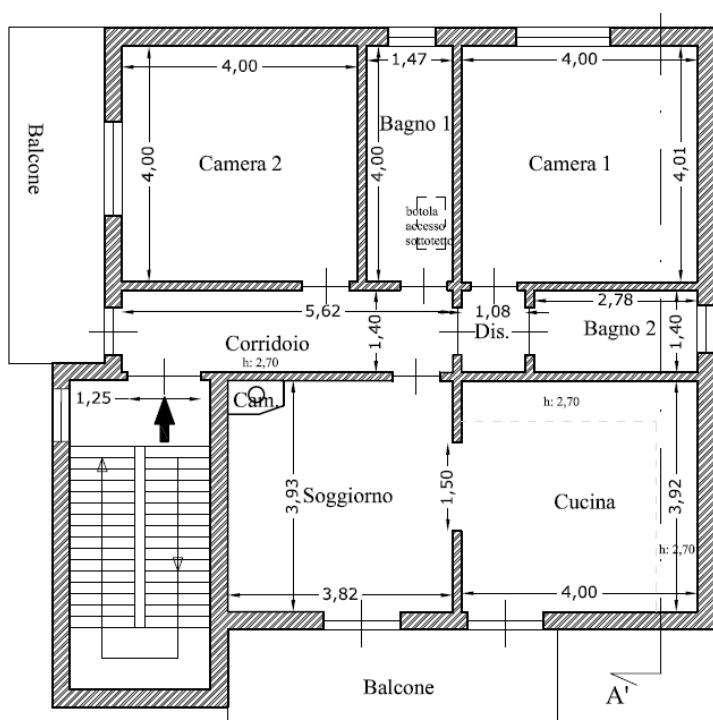 4,00
1,47
4,00
Balcone
Bagno 1
4,00
Camera 2
4,00
Camera 1
4,01
botola
accesso
sottotetto
5,62
1,08
2,78
1,40
Dis.
Bagno 2
1,40
Corridoio
h: 2,70
1,25
Cam.
h: 2,70
3,93
Soggiorno
1,50
Cucina
3,92
h: 2,70
3,82
4,00
Balcone
A'